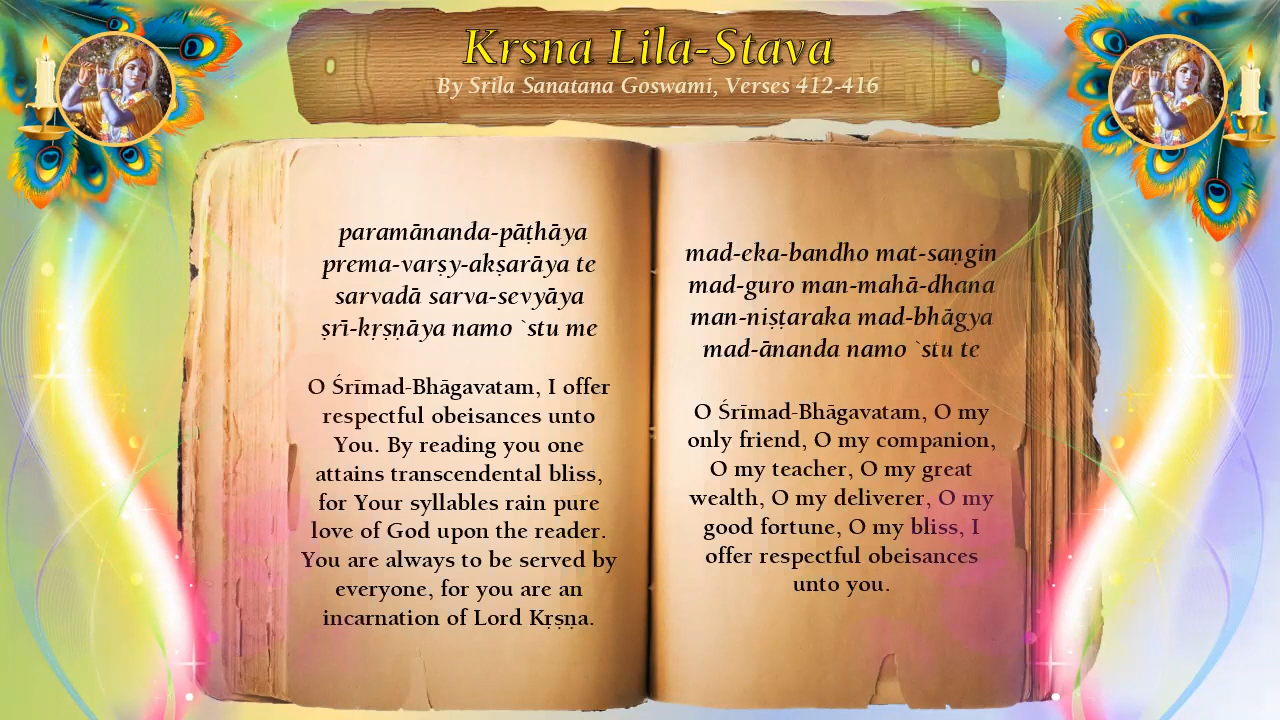 Krsna Lila-Stava
By Srila Sanatana Goswami, Verses 412-416
paramānanda-pāṭhāya
prema-varṣy-akṣarāya te
sarvadā sarva-sevyāya
ṣrī-kṛṣṇāya namo `stu me
O Śrīmad-Bhāgavatam, I offer
respectful obeisances unto
You. By reading you one
attains transcendental bliss,
for Your syllables rain pure
love of God upon the reader.
You are always to be served by
everyone, for you are an
incarnation of Lord Kṛṣṇa.
mad-eka-bandho mat-saṇgin
mad-guro man-mahā-dhana
man-niṣṭaraka mad-bhāgya
mad-ānanda namo `stu te
O Śrīmad-Bhāgavatam, O my
only friend, O my companion,
O my teacher, O my great
wealth, O my deliverer, O my
good fortune, O my bliss, I
offer respectful obeisances
unto you.